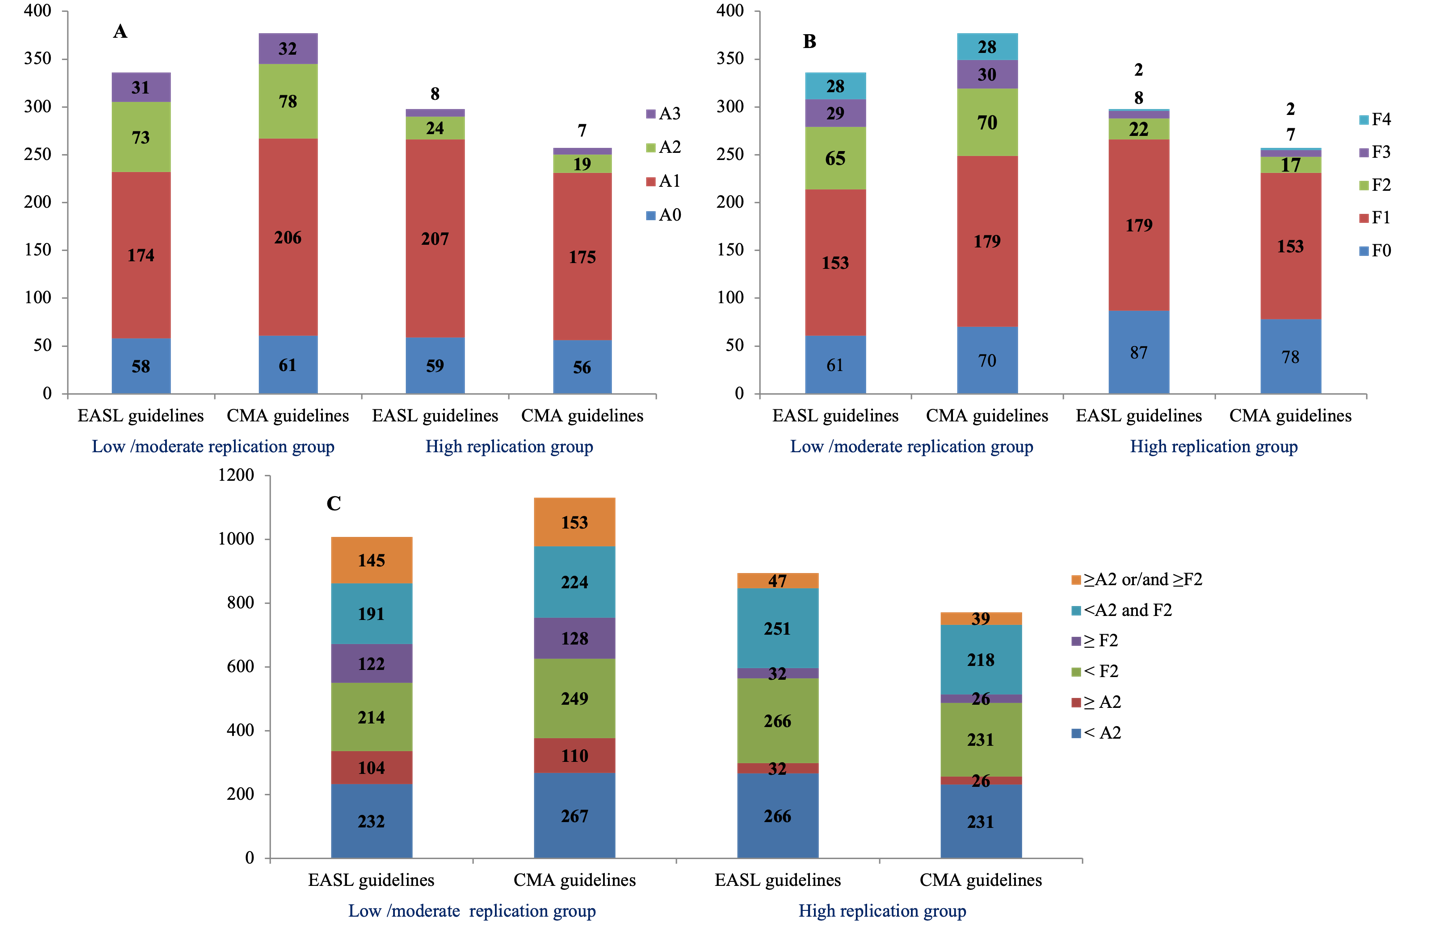 400
350
300
250
200
150
100
50
0
A
31
73
174
58
32
78
206
61
8
24
207
59
7
19
175
56
A3
A2
A1
A0
EASL guidelines
CMA guidelines
EASL guidelines
CMA guidelines
Low /moderate replication group
High replication group
400
350
300
250
200
150
100
50
0
B
28
29
65
153
61
28
30
70
179
70
2
8
22
179
87
2
7
17
153
78
F4
F3
F2
F1
F0
EASL guidelines
CMA guidelines
EASL guidelines
CMA guidelines
Low /moderate replication group
High replication group
1200
1000
800
600
400
200
0
C
145
191
122
214
104
232
153
224
128
249
110
267
47
251
32
266
32
266
39
218
26
231
26
231
≥A2 or/and ≥F2
<A2 and F2
≥ F2
< F2
≥ A2
< A2
EASL guidelines
CMA guidelines
EASL guidelines
CMA guidelines
Low /moderate replication group
High replication group